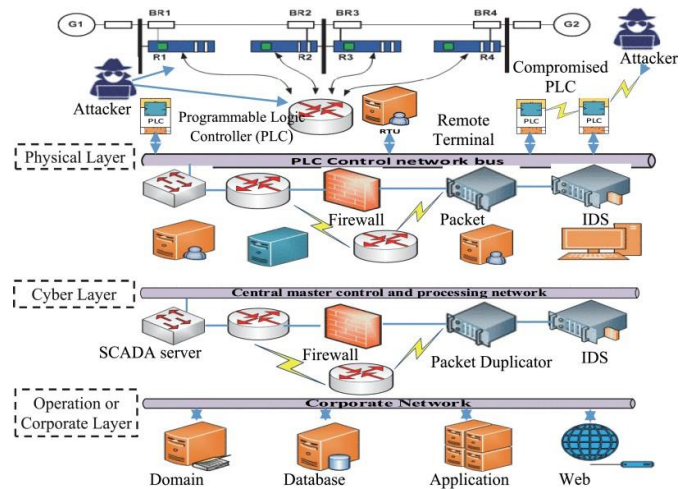 G1
BR1
BR2
BR3
BR4
G2
R1
R2
R3
R4
Attacker
Attacker
Compromised
PLC
PLC
Programmable Logic
Controller (PLC)
RTU
Remote
Terminal
PLC
PLC
Physical Layer
PLC Control network bus
Firewall
Packet
IDS
Cyber Layer
Central master control and processing network
SCADA server
Firewall
Packet Duplicator
IDS
Operation or
Corporate Layer
Corporate Network
Domain
Database
Application
Web